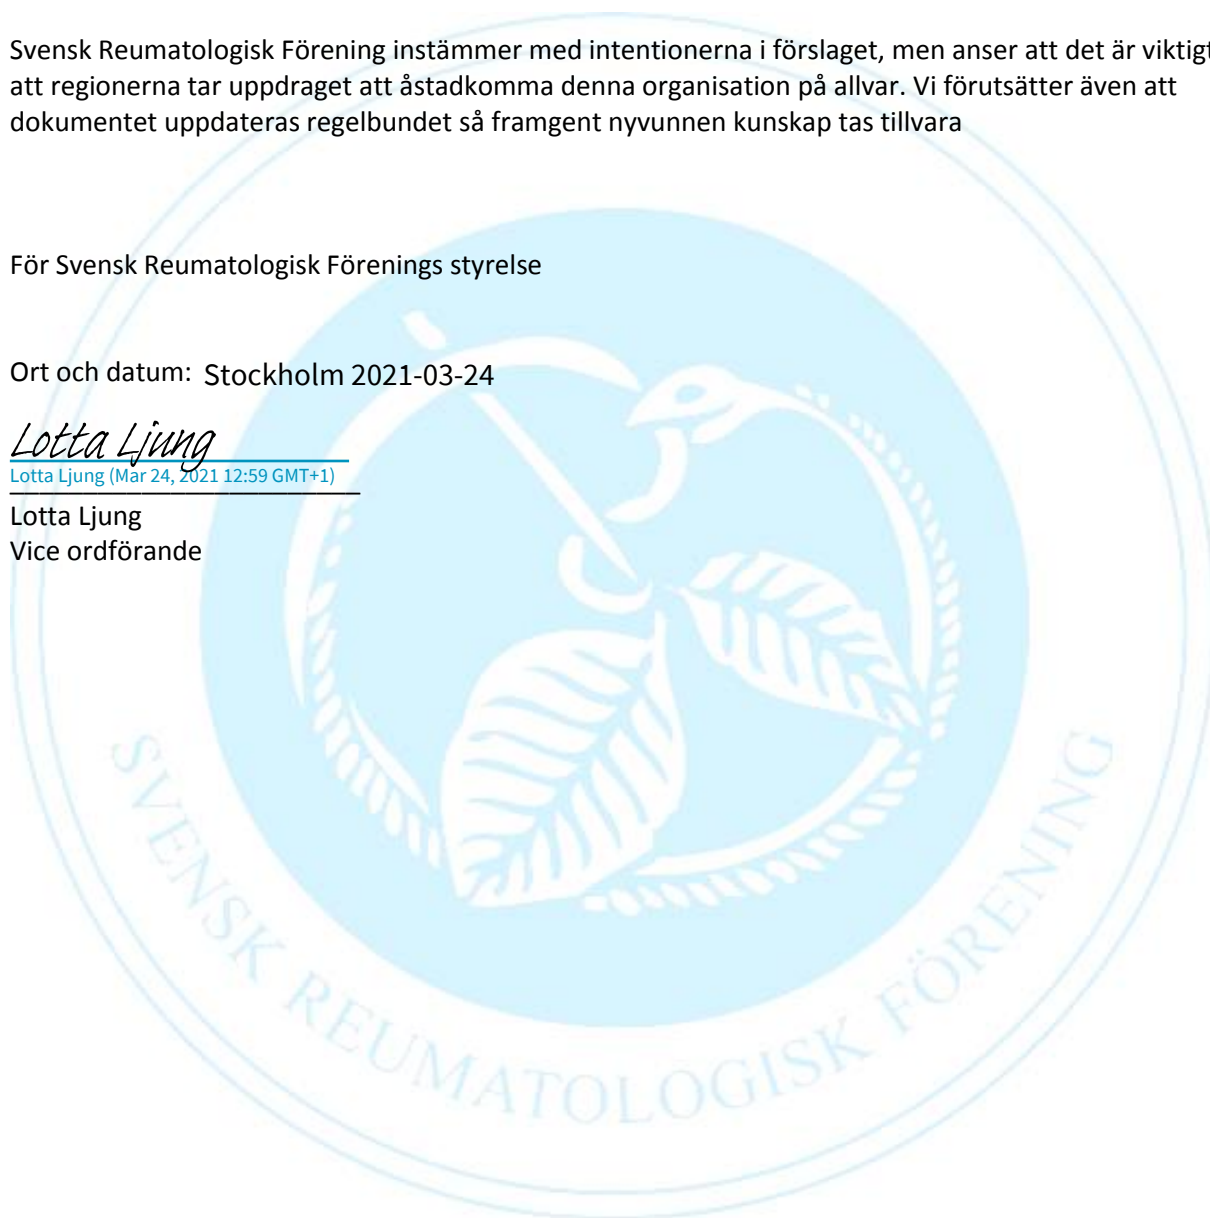 Svensk Reumatologisk Förening instämmer med intentionerna i förslaget, men anser att det är viktigt
att regionerna tar uppdraget att åstadkomma denna organisation på allvar. Vi förutsätter även att
dokumentet uppdateras regelbundet så framgent nyvunnen kunskap tas tillvara
För Svensk Reumatologisk Förenings styrelse
Ort och datum: Stockholm 2021-03-24
Lotta Ljung
Lotta Ljung (Mar 24, 2021 12:59 GMT+1)
Lotta Ljung
Vice ordförande
SVENSK REUMATOLOGISK FÖRENING